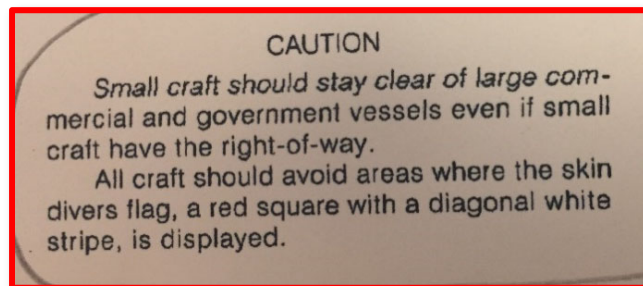 CAUTION
Small craft should stay clear of large com-
mercial and government vessels even if small
craft have the right-of-way.
All craft should avoid areas where the skin
divers flag, a red square with a diagonal white
stripe, is displayed.